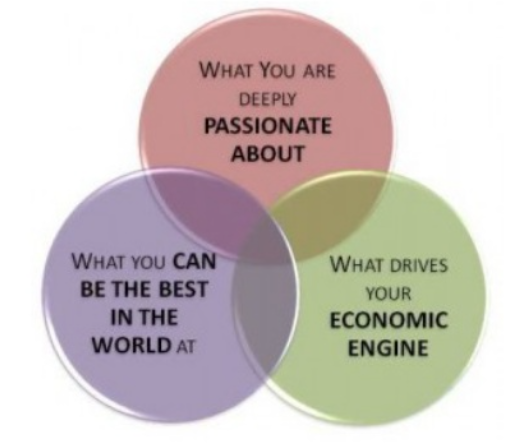 WHAT YOU ARE
DEEPLY
PASSIONATE
ABOUT
WHAT YOU CAN
BE THE BEST
IN THE
WORLD AT
WHAT DRIVES
YOUR
ECONOMIC
ENGINE